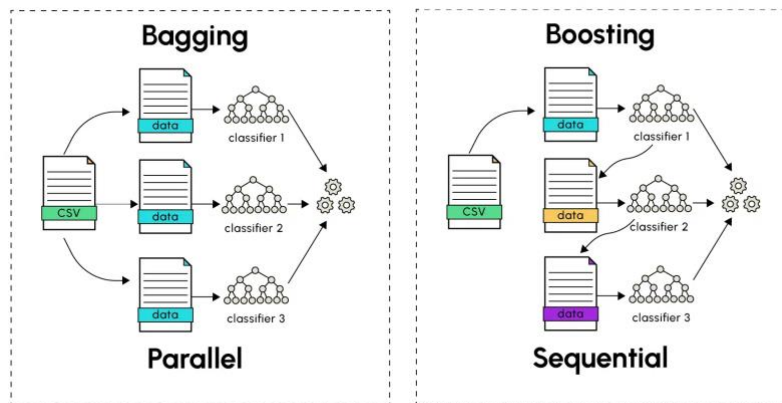 Bagging
data
classifier 1
CSV
data
classifier 2
data
classifier 3
Parallel
Boosting
data
classifier 1
CSV
data
classifier 2
data
classifier 3
Sequential